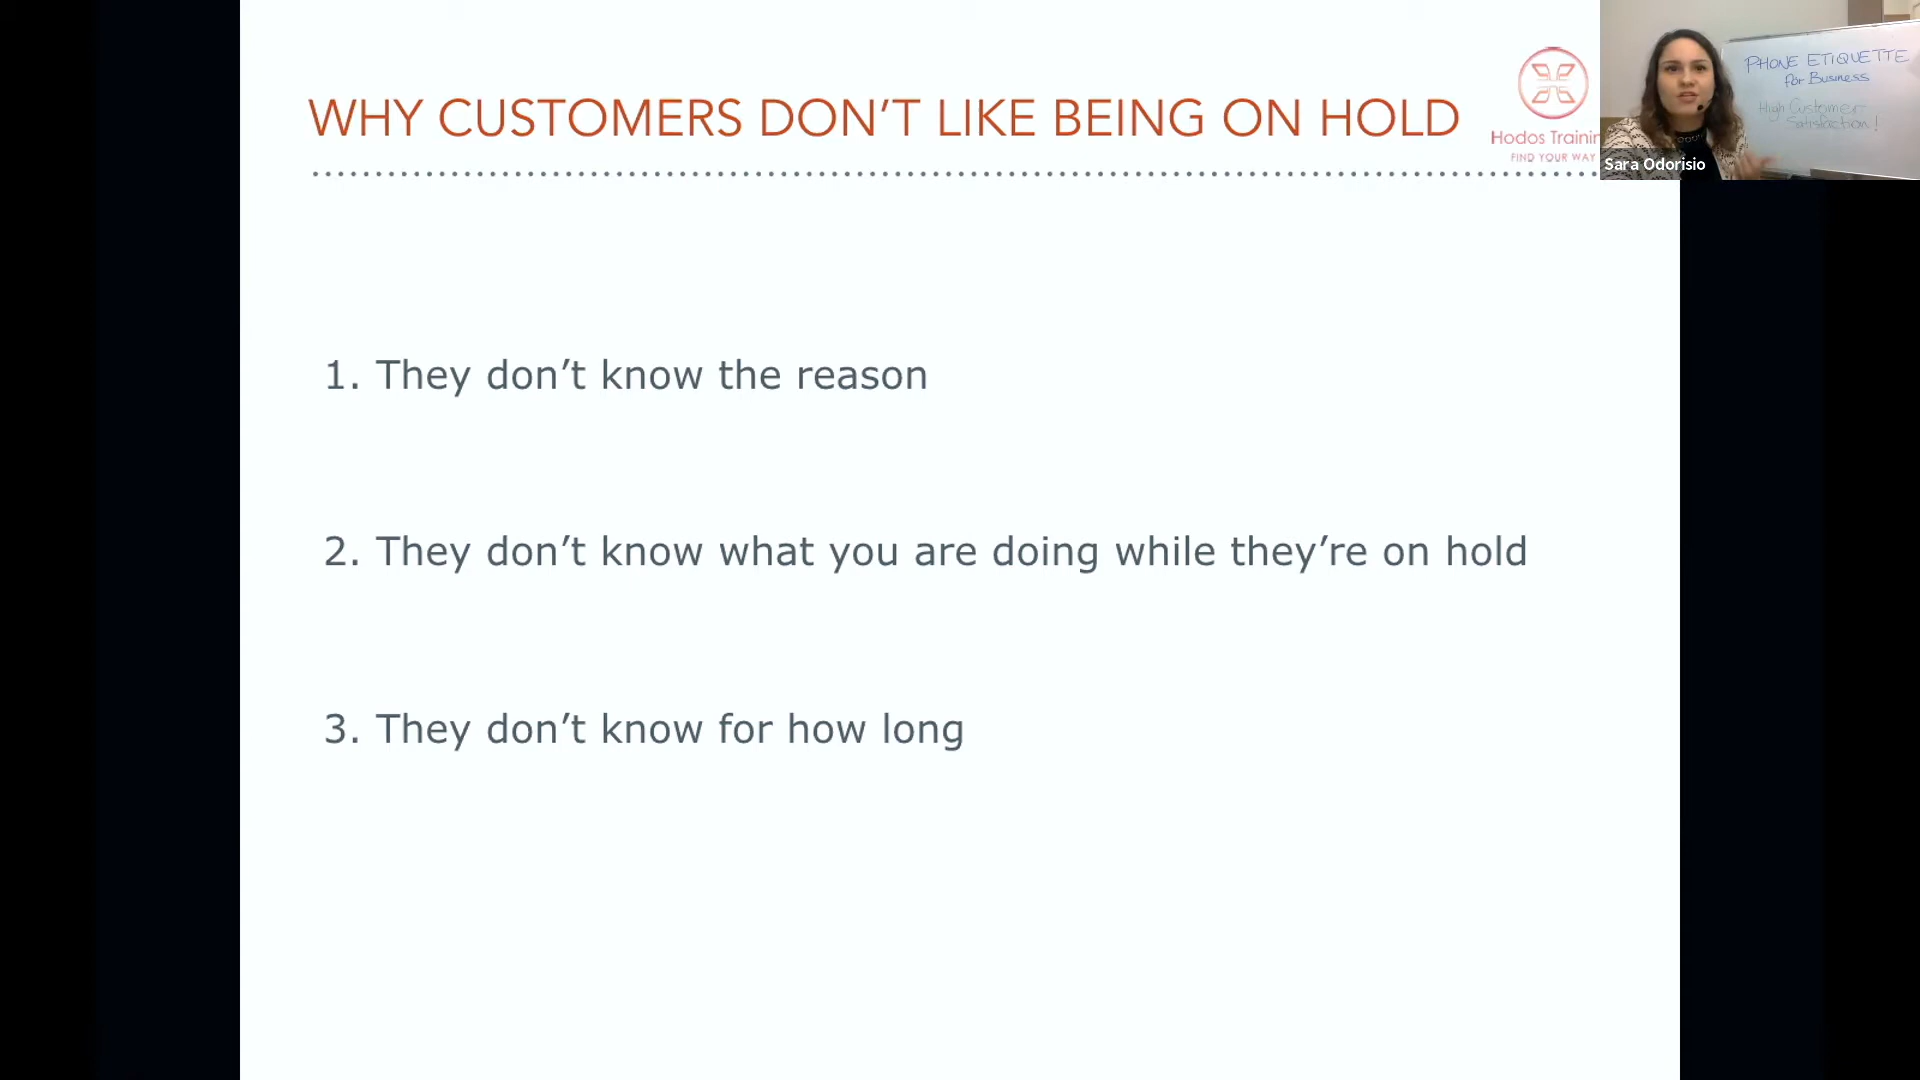 WHY CUSTOMERS DON’T LIKE BEING ON HOLD
Hodos Trainin
FIND YOUR WAY
PHONE ETIQUETTE
for Business
High Customer
Satisfaction!
Sara Odorisio
1. They don’t know the reason
2. They don’t know what you are doing while they’re on hold
3. They don’t know for how long